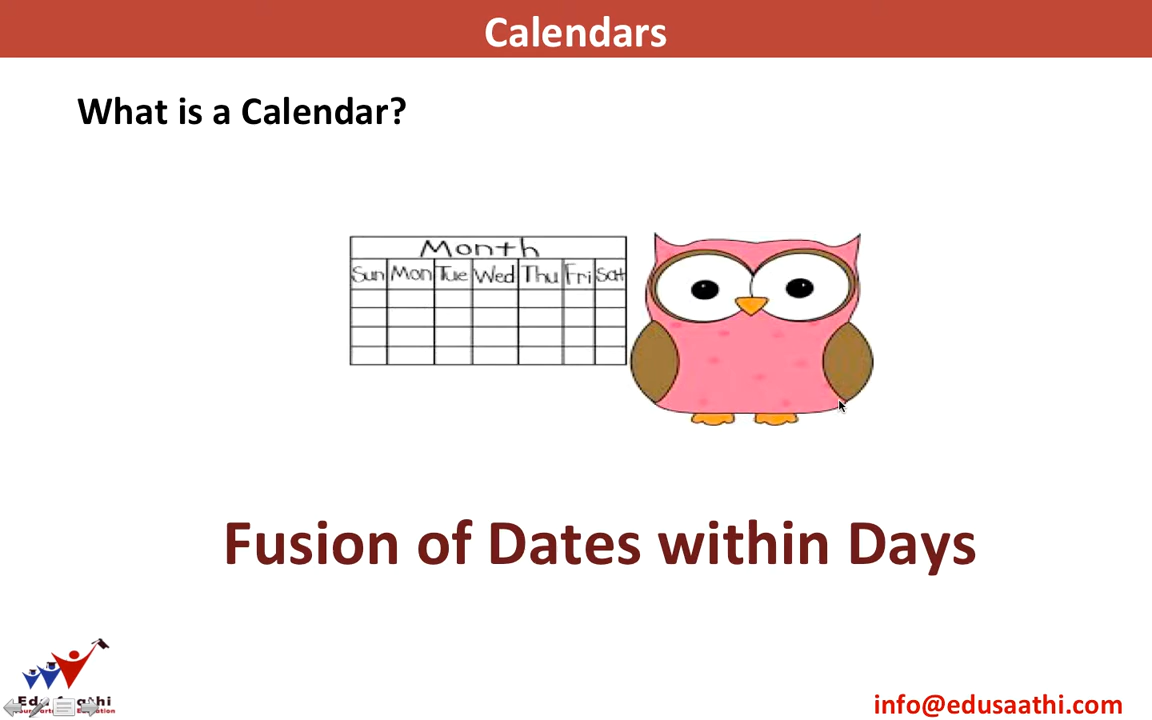 Calendars
What is a Calendar?
Month
Sun Mon Tue Wed Thu Fri Sat
Fusion of Dates within Days
info@edusaathi.com